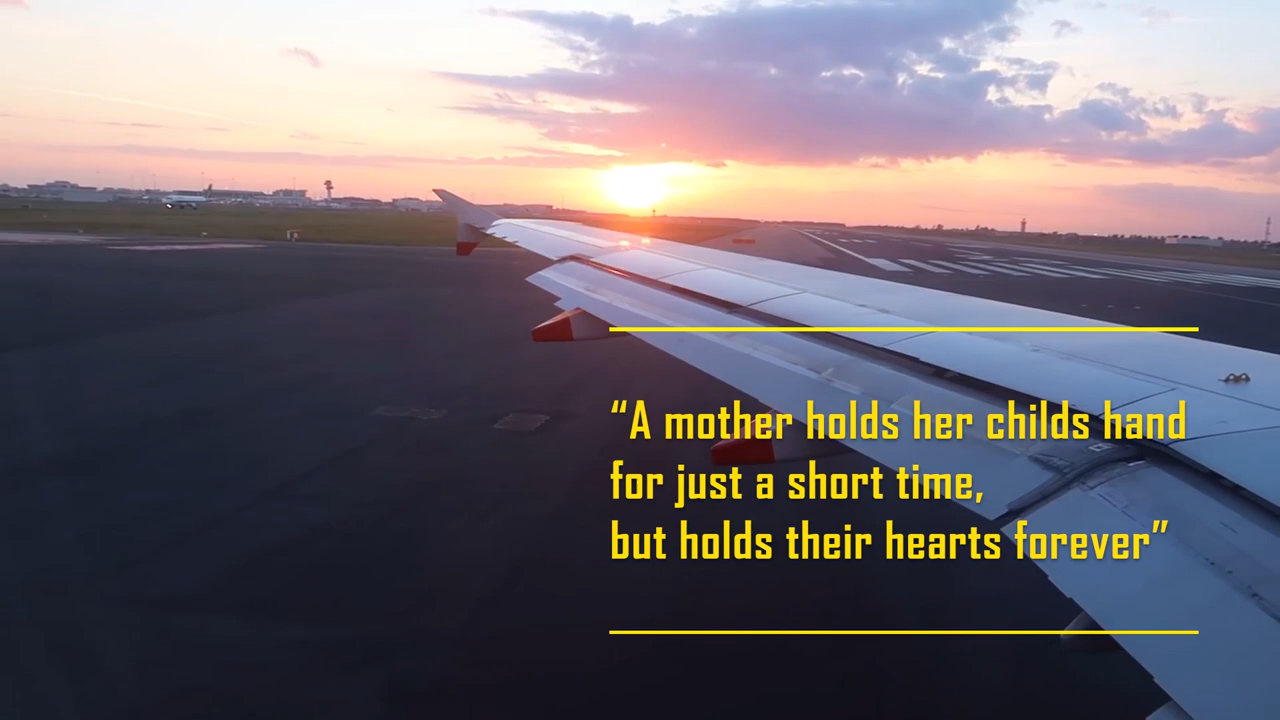 “A mother holds her childs hand
for just a short time,
but holds their hearts forever”